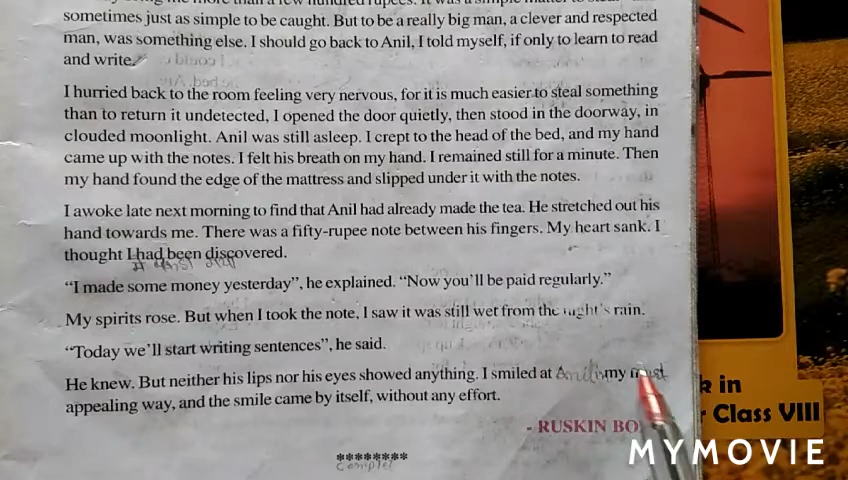 sometimes just as simple to be caught. But to be a really big man, a clever and respected
man, was something else. I should go back to Anil, I told myself, if only to learn to read
and write.
I hurried back to the room feeling very nervous, for it is much easier to steal something
than to return it undetected, I opened the door quietly, then stood in the doorway, in
clouded moonlight. Anil was still asleep. I crept to the head of the bed, and my hand
came up with the notes. I felt his breath on my hand. I remained still for a minute. Then
my hand found the edge of the mattress and slipped under it with the notes.
I awoke late next morning to find that Anil had already made the tea. He stretched out his
hand towards me. There was a fifty-rupee note between his fingers. My heart sank. I
thought I had been discovered.
“I made some money yesterday”, he explained. “Now you’ll be paid regularly.”
My spirits rose. But when I took the note, I saw it was still wet from the night’s rain.
“Today we’ll start writing sentences”, he said.
He knew. But neither his lips nor his eyes showed anything. I smiled at Anil my most
appealing way, and the smile came by itself, without any effort.
- RUSKIN BO
********
Complet
k in
r Class VIII
MYMOVIE